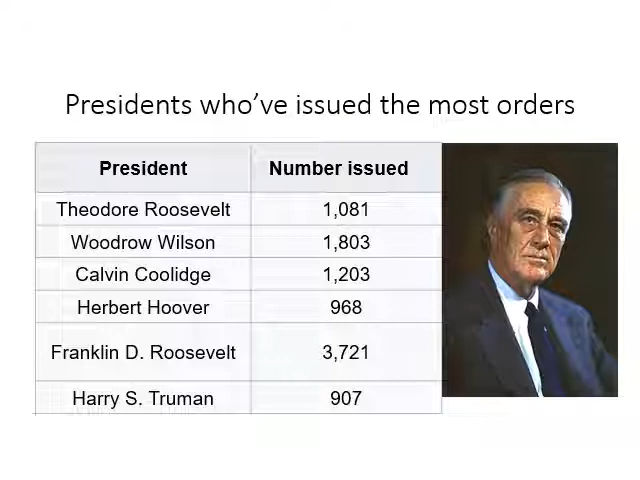 Presidents who’ve issued the most orders
President Number issued
Theodore Roosevelt 1,081
Woodrow Wilson 1,803
Calvin Coolidge 1,203
Herbert Hoover 968
Franklin D. Roosevelt 3,721
Harry S. Truman 907